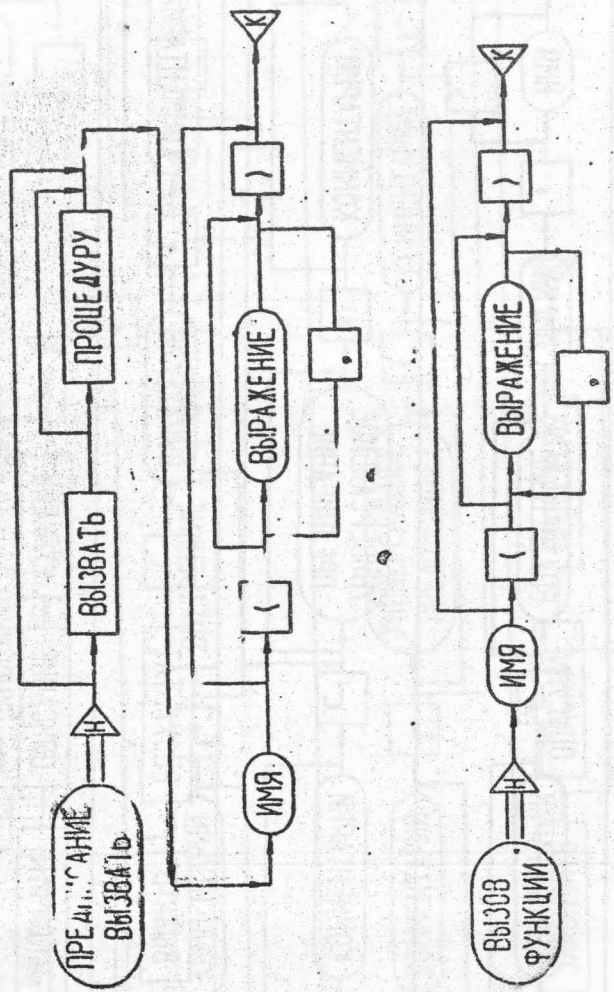 ПРЕДПИСАНИЕ
ВЫЗВАТЬ
Н
ВЫЗВАТЬ
ПРОЦЕДУРУ
ИМЯ
(
ВЫРАЖЕНИЕ
,
)
К
ВЫЗОВ
ФУНКЦИИ
Н
ИМЯ
(
ВЫРАЖЕНИЕ
,
)
К